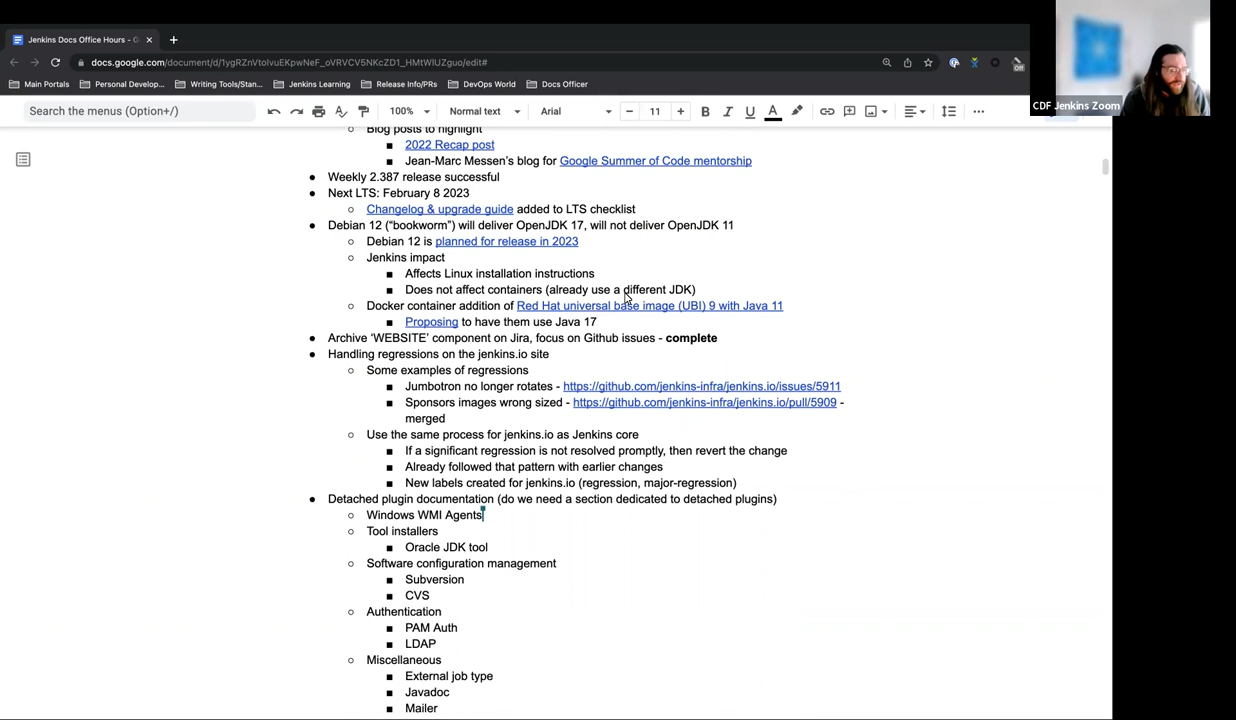 Jenkins Docs Office Hours - G
docs.google.com/document/d/1ygRZnVtolvuEKpwNeF_oVRVCV5NKcZD1_HMtWlUZguo/edit#
Off
Main Portals
Personal Develop...
Writing Tools/Stan...
Jenkins Learning
Release Info/PRs
DevOps World
Docs Officer
CDF Jenkins Zoom
Search the menus (Option+/)
100%
Normal text
Arial
11
B I U A
Blog posts to highlight
2022 Recap post
Jean-Marc Messen's blog for Google Summer of Code mentorship
Weekly 2.387 release successful
Next LTS: February 8 2023
Changelog & upgrade guide added to LTS checklist
Debian 12 ("bookworm") will deliver OpenJDK 17, will not deliver OpenJDK 11
Debian 12 is planned for release in 2023
Jenkins impact
Affects Linux installation instructions
Does not affect containers (already use a different JDK)
Docker container addition of Red Hat universal base image (UBI) 9 with Java 11
Proposing to have them use Java 17
Archive 'WEBSITE' component on Jira, focus on Github issues - complete
Handling regressions on the jenkins.io site
Some examples of regressions
Jumbotron no longer rotates - https://github.com/jenkins-infra/jenkins.io/issues/5911
Sponsors images wrong sized - https://github.com/jenkins-infra/jenkins.io/pull/5909 -
merged
Use the same process for jenkins.io as Jenkins core
If a significant regression is not resolved promptly, then revert the change
Already followed that pattern with earlier changes
New labels created for jenkins.io (regression, major-regression)
Detached plugin documentation (do we need a section dedicated to detached plugins)
Windows WMI Agents
Tool installers
Oracle JDK tool
Software configuration management
Subversion
CVS
Authentication
PAM Auth
LDAP
Miscellaneous
External job type
Javadoc
Mailer